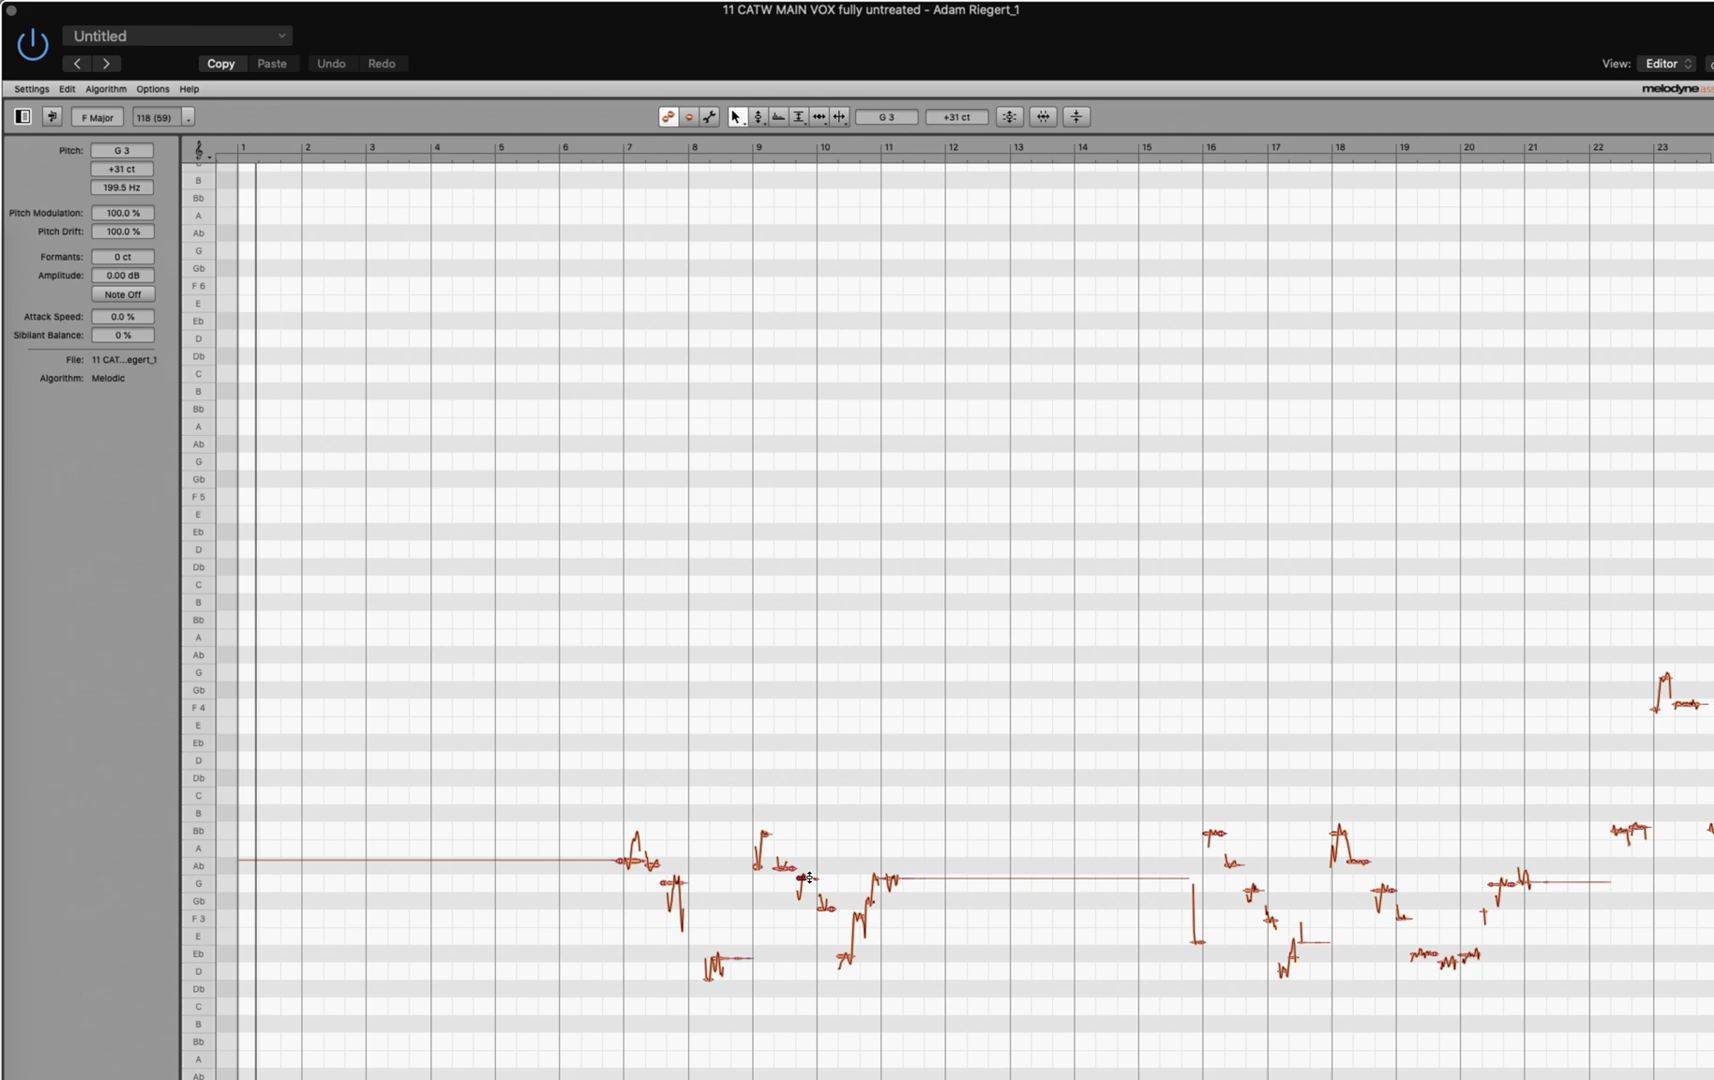 11 CATW MAIN VOX fully untreated - Adam Riegert_1
Untitled
Copy Paste Undo Redo
View: Editor
Settings Edit Algorithm Options Help
melodyne
F Major 118 (59) G 3 +31 ct
1 2 3 4 5 6 7 8 9 10 11 12 13 14 15 16 17 18 19 20 21 22 23
Pitch: G 3
+31 ct
199.5 Hz
Pitch Modulation: 100.0 %
Pitch Drift: 100.0 %
Formants: 0 ct
Amplitude: 0.00 dB
Note Off
Attack Speed: 0.0 %
Sibilant Balance: 0 %
File: 11 CAT...egert_1
Algorithm: Melodic
B
Bb
A
Ab
G
Gb
F 6
E
Eb
D
Db
C
B
Bb
A
Ab
G
Gb
F 5
E
Eb
D
Db
C
B
Bb
A
Ab
G
Gb
F 4
E
Eb
D
Db
C
B
Bb
A
Ab
G
Gb
F 3
E
Eb
D
Db
C
B
Bb
A
Ab